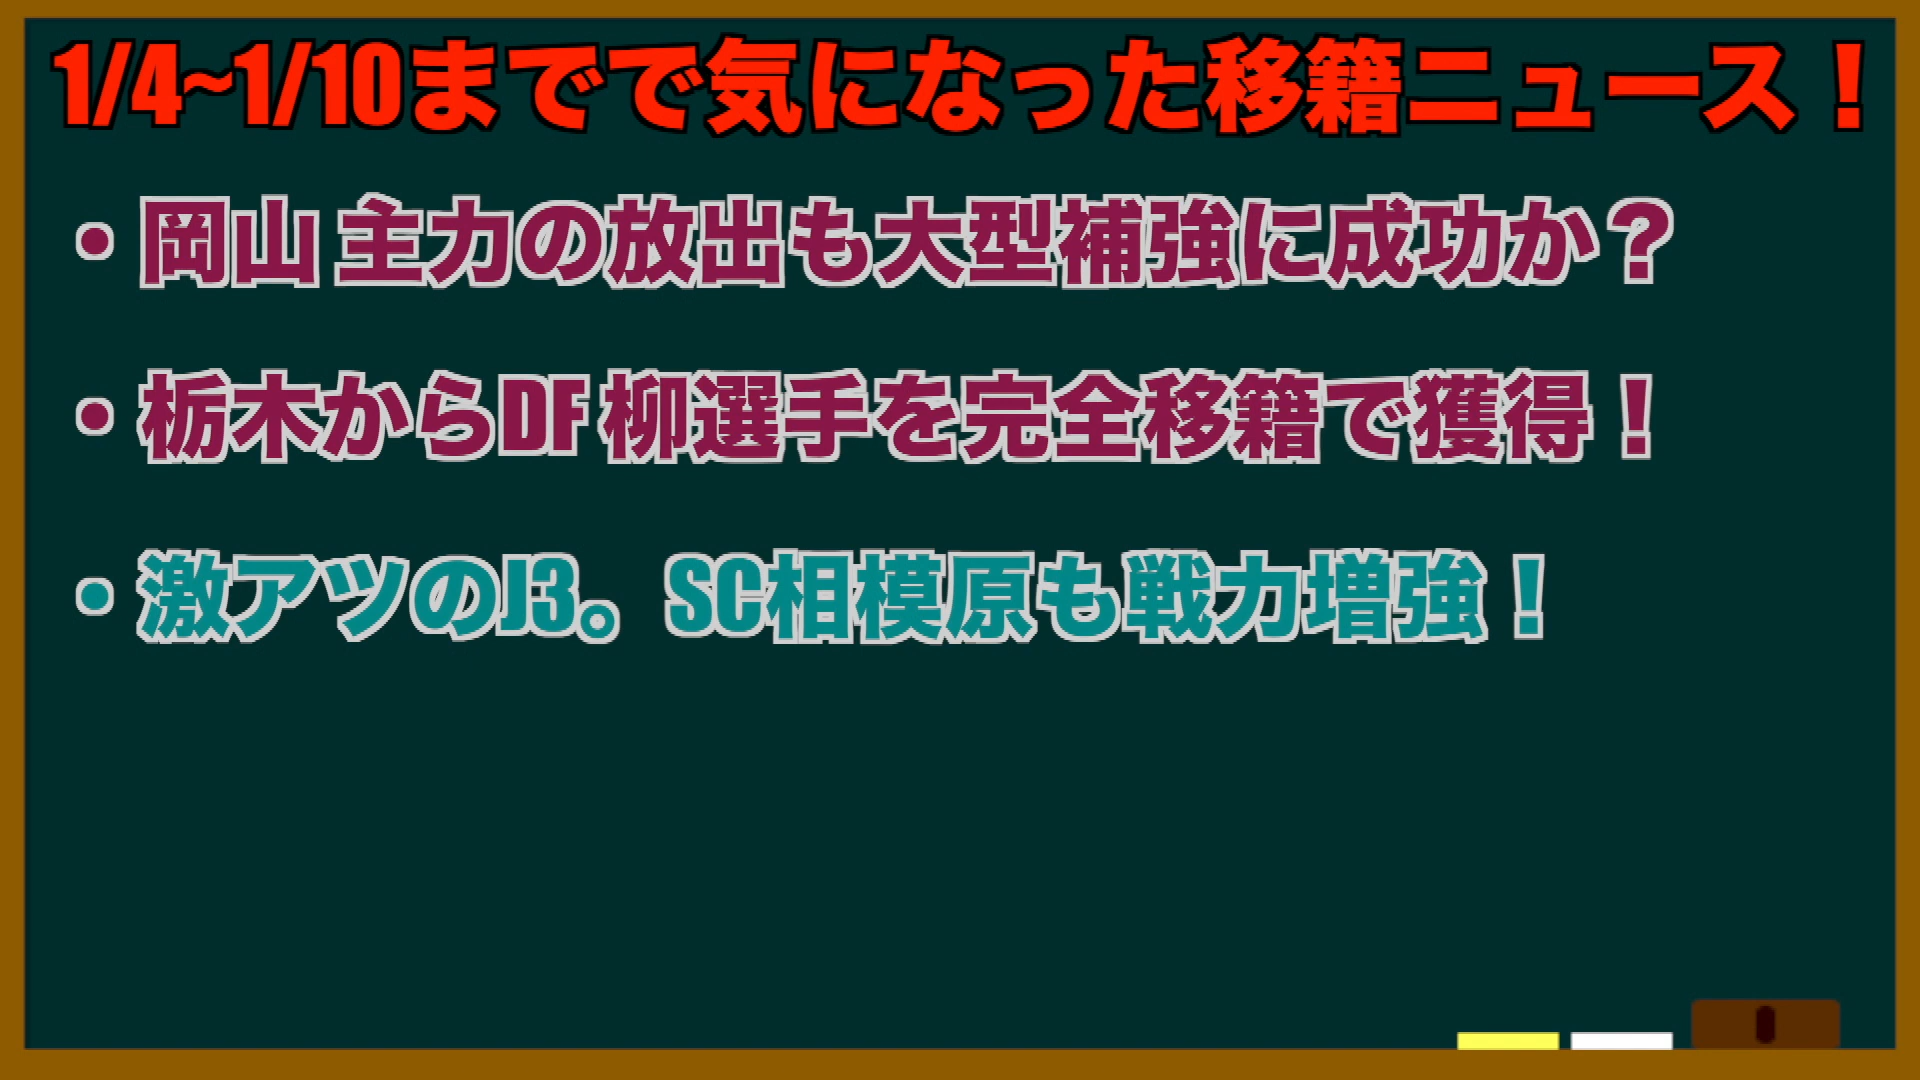 1/4~1/10までで気になった移籍ニュース！
・岡山 主力の放出も大型補強に成功か？
・栃木からDF 柳選手を完全移籍で獲得！
・激アツのJ3。SC相模原も戦力増強！